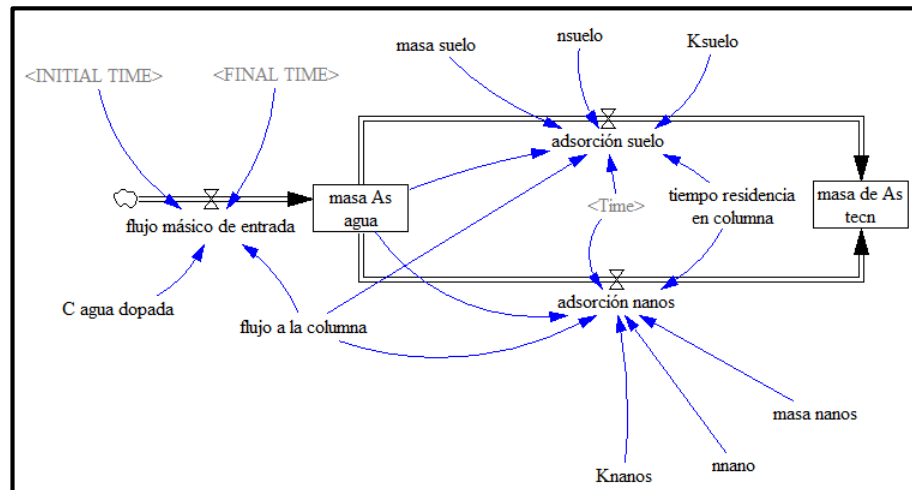 masa suelo
nsuelo
Ksuelo
<INITIAL TIME>
<FINAL TIME>
adsorción suelo
masa As
agua
flujo másico de entrada
<Time>
tiempo residencia
en columna
masa de As
tecn
C agua dopada
flujo a la columna
adsorción nanos
masa nanos
nnano
Knanos